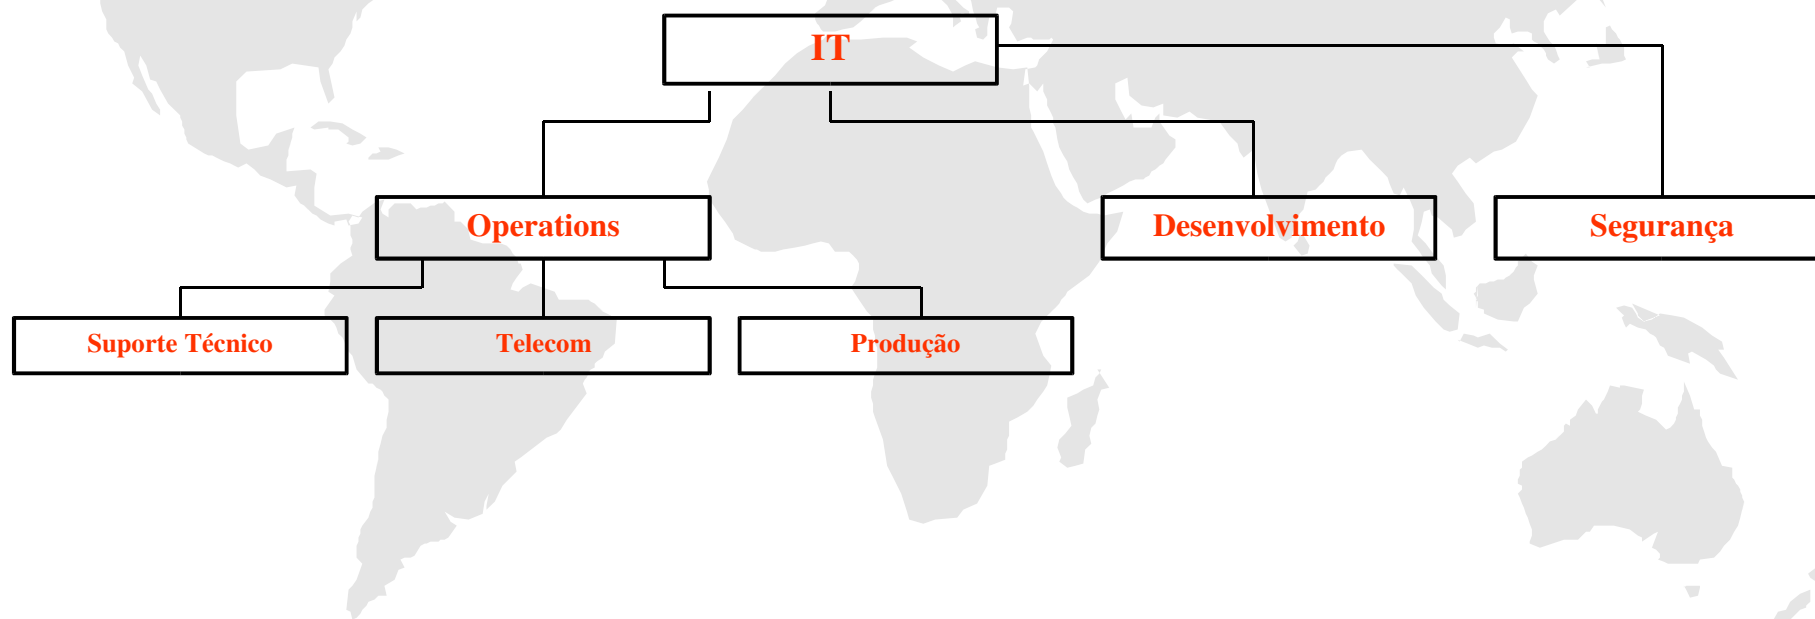 IT
Operations
Desenvolvimento
Segurança
Suporte Técnico
Telecom
Produção